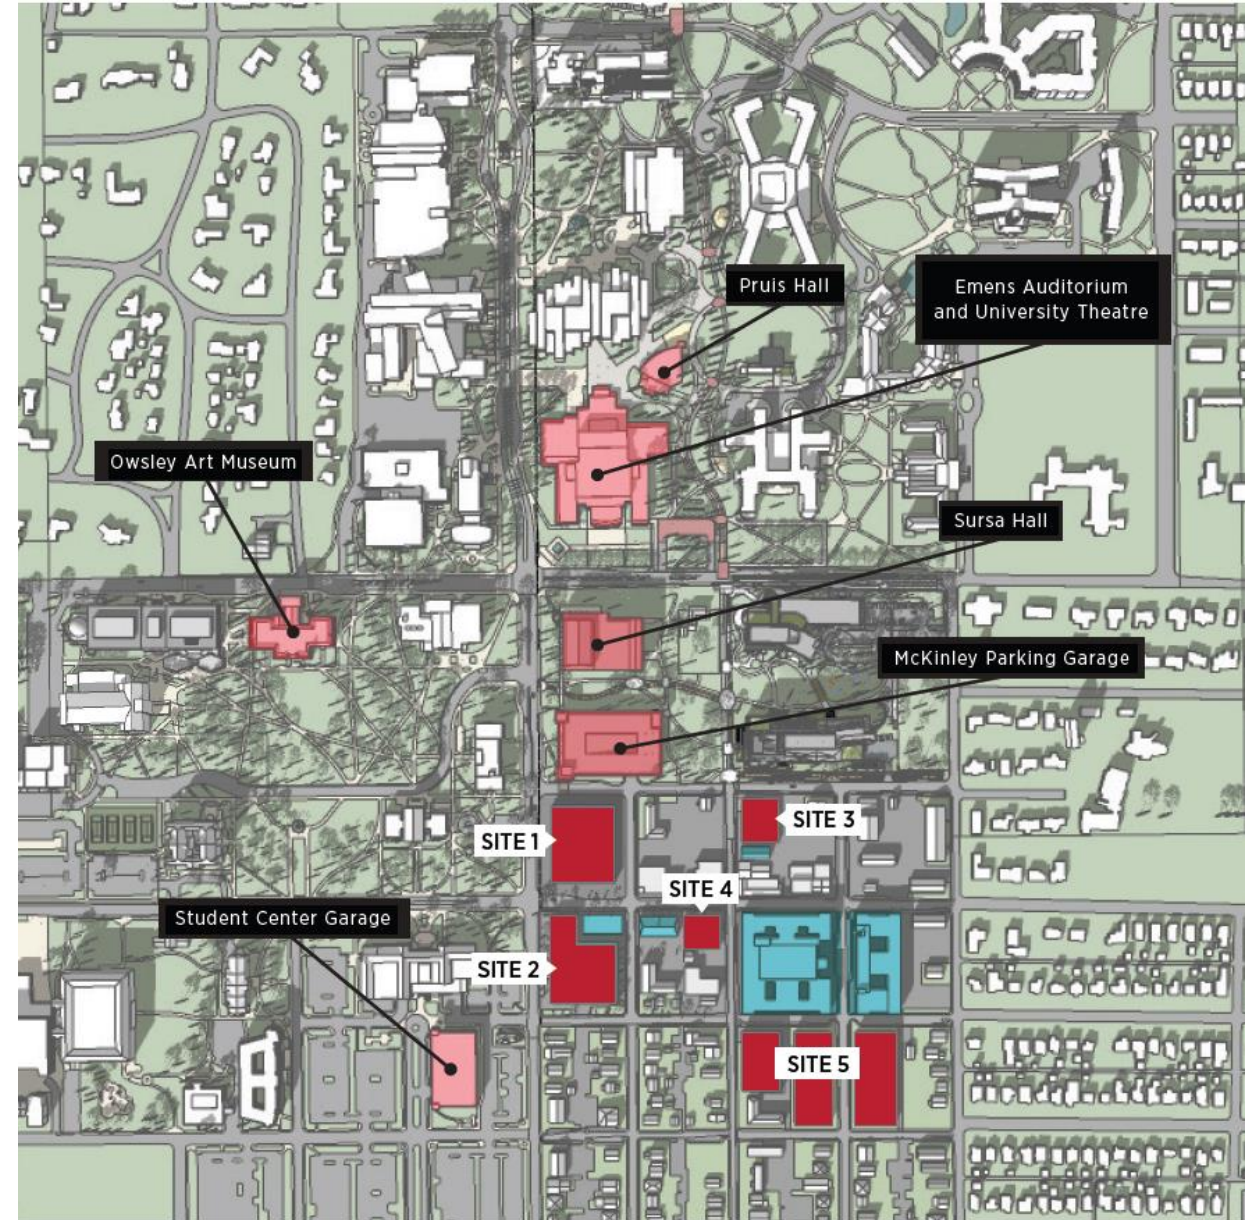 Pruis Hall
Emens Auditorium
and University Theatre
Owsley Art Museum
Sursa Hall
McKinley Parking Garage
SITE 1
SITE 3
SITE 4
Student Center Garage
SITE 2
SITE 5